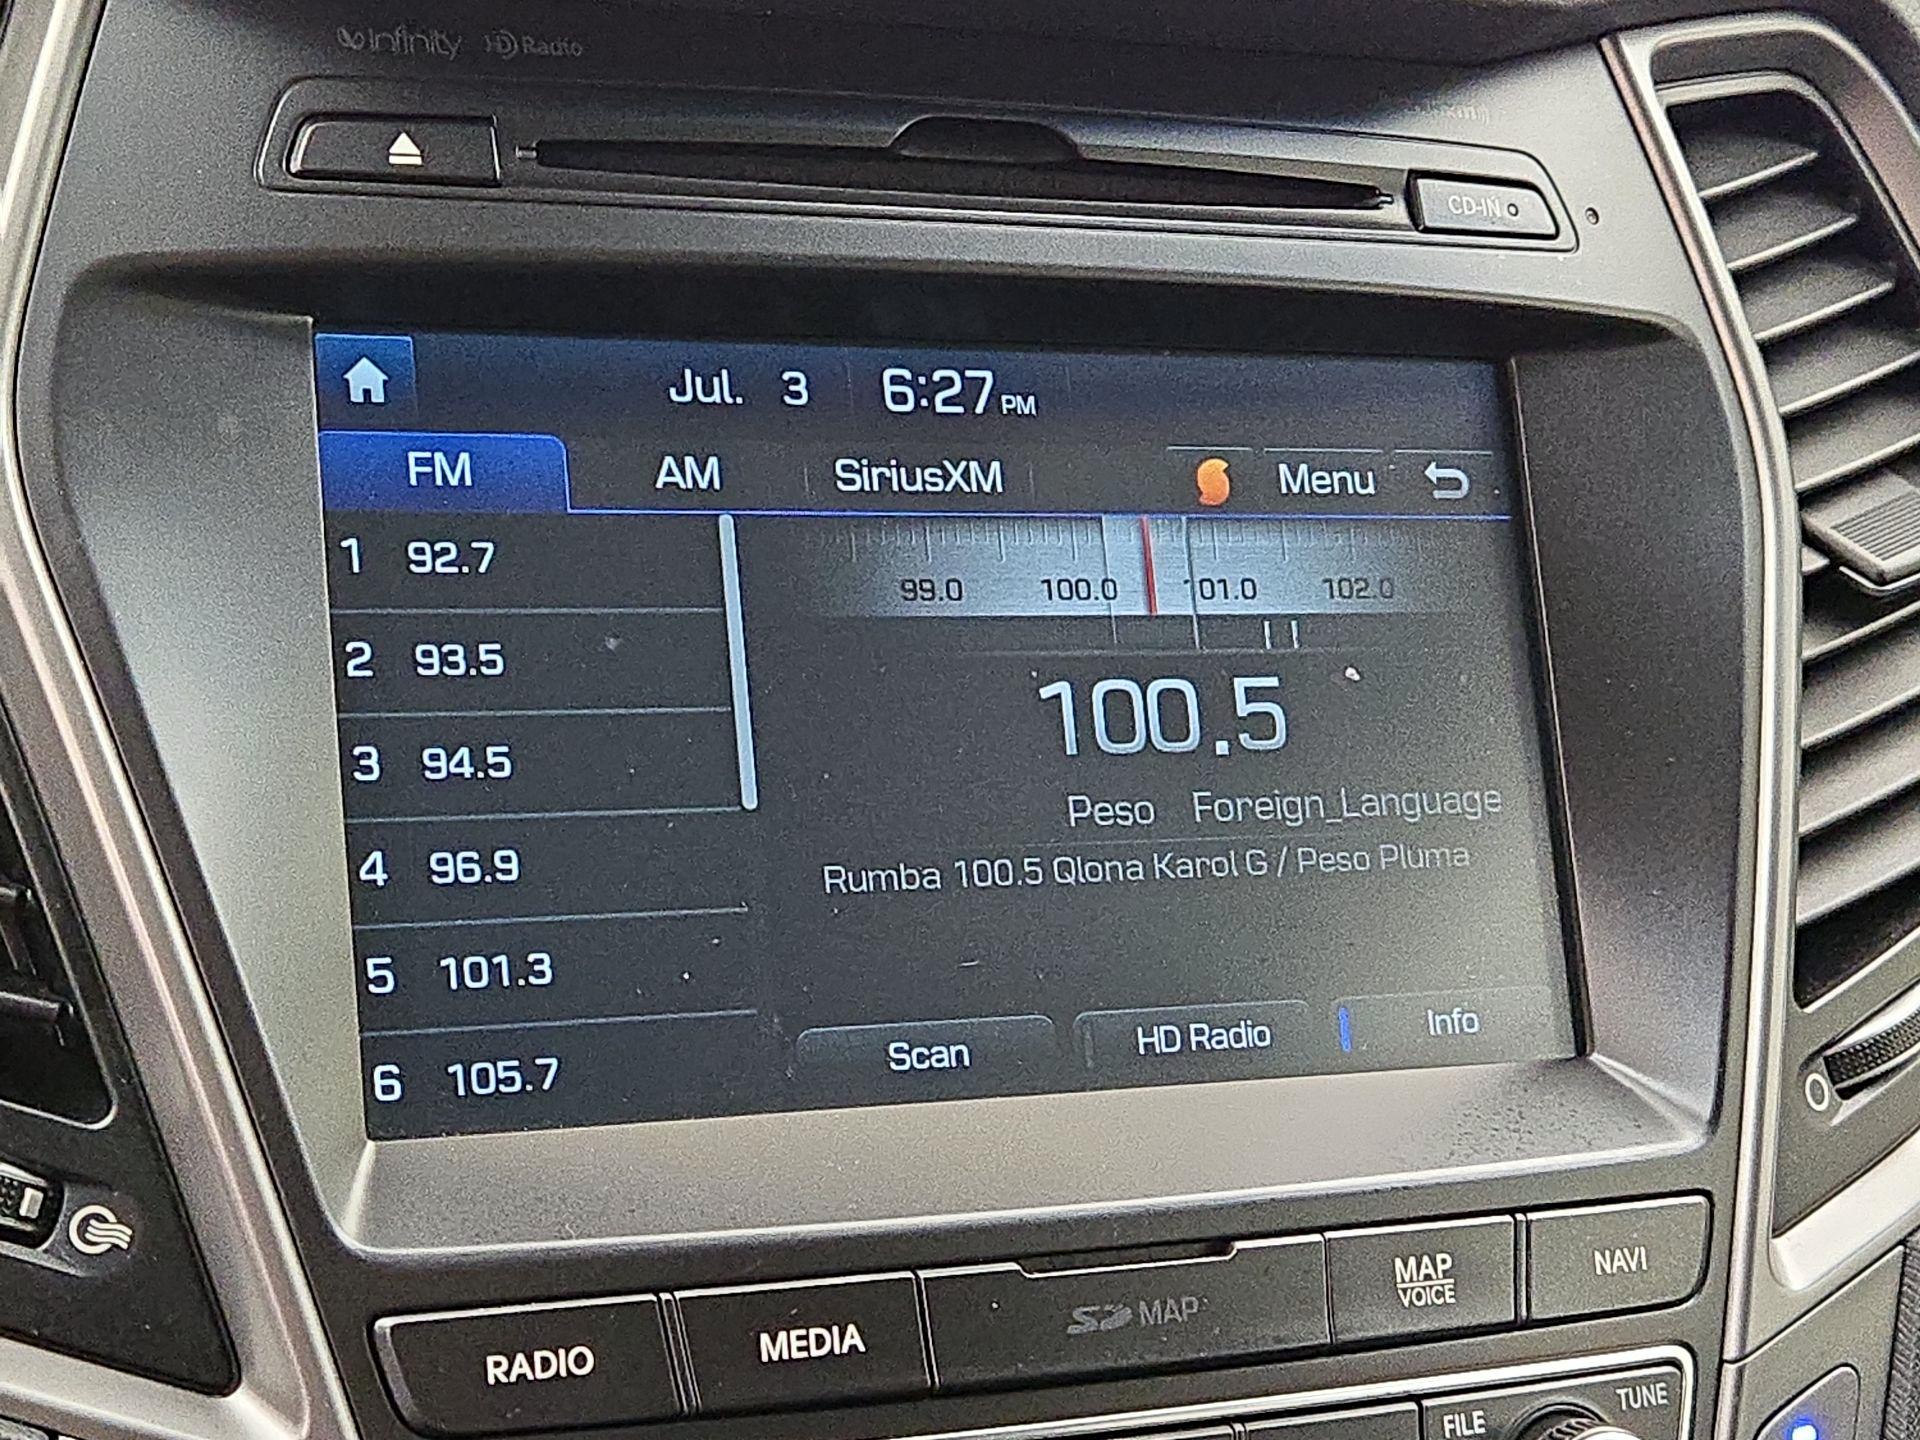 Infinity HD Radio
CD-IN
Jul. 3 6:27 PM
FM AM SiriusXM Menu
1 92.7
2 93.5
3 94.5
4 96.9
5 101.3
6 105.7
99.0 100.0 101.0 102.0
100.5
Peso Foreign_Language
Rumba 100.5 Qlona Karol G / Peso Pluma
Scan HD Radio Info
RADIO MEDIA SD MAP MAP VOICE NAVI
FILE TUNE